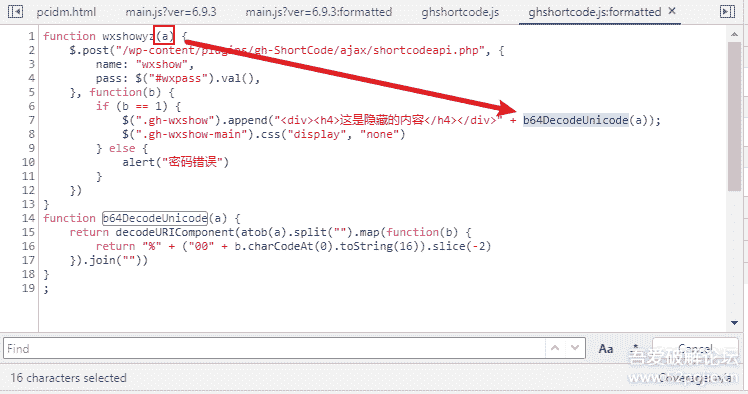 pcidm.html main.js?ver=6.9.3 main.js?ver=6.9.3:formatted ghshortcode.js ghshortcode.js:formatted ×
1 function wxshowyz(a) {
2 $.post("/wp-content/plugins/gh-ShortCode/ajax/shortcodeapi.php", {
3 name: "wxshow",
4 pass: $("#wxpass").val(),
5 }, function(b) {
6 if (b == 1) {
7 $(".gh-wxshow").append("<div><h4>这是隐藏的内容</h4></div>" + b64DecodeUnicode(a));
8 $(".gh-wxshow-main").css("display", "none")
9 } else {
10 alert("密码错误")
11 }
12 })
13 }
14 function b64DecodeUnicode(a) {
15 return decodeURIComponent(atob(a).split("").map(function(b) {
16 return "%" + ("00" + b.charCodeAt(0).toString(16)).slice(-2)
17 }).join(""))
18 }
19 ;
Find Aa .* Cancel
吾爱破解论坛
16 characters selected Coverage: n/a
www.52pojie.cn